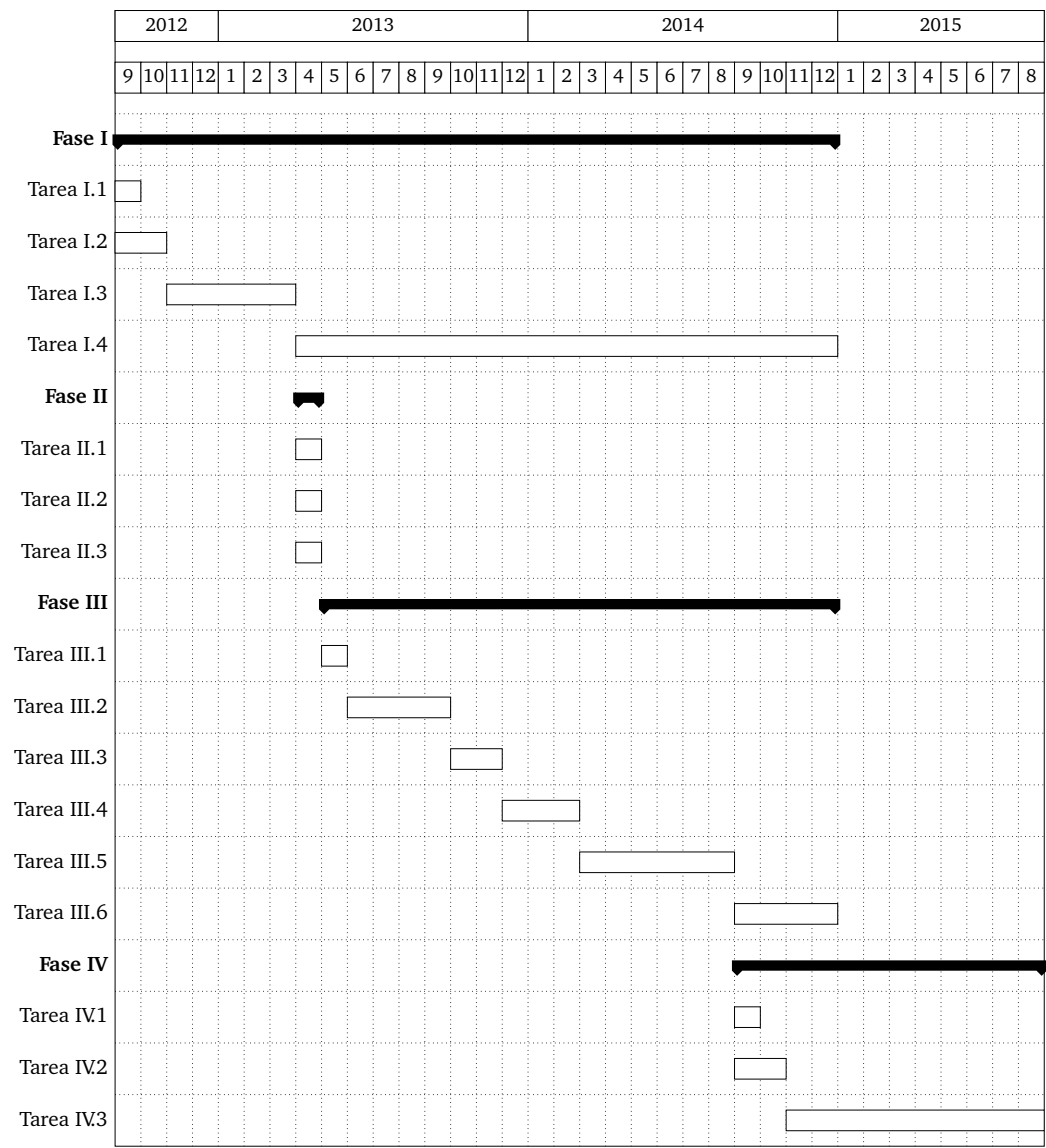 2012 2013 2014 2015
9 10 11 12 1 2 3 4 5 6 7 8 9 10 11 12 1 2 3 4 5 6 7 8 9 10 11 12 1 2 3 4 5 6 7 8
Fase I
Tarea I.1
Tarea I.2
Tarea I.3
Tarea I.4
Fase II
Tarea II.1
Tarea II.2
Tarea II.3
Fase III
Tarea III.1
Tarea III.2
Tarea III.3
Tarea III.4
Tarea III.5
Tarea III.6
Fase IV
Tarea IV.1
Tarea IV.2
Tarea IV.3